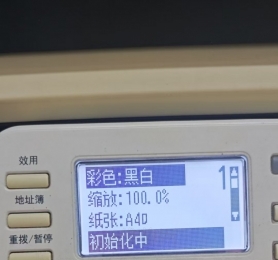 效用
地址簿
重拨/暂停
彩色:黑白 1
缩放:100.0%
纸张:A4
初始化中